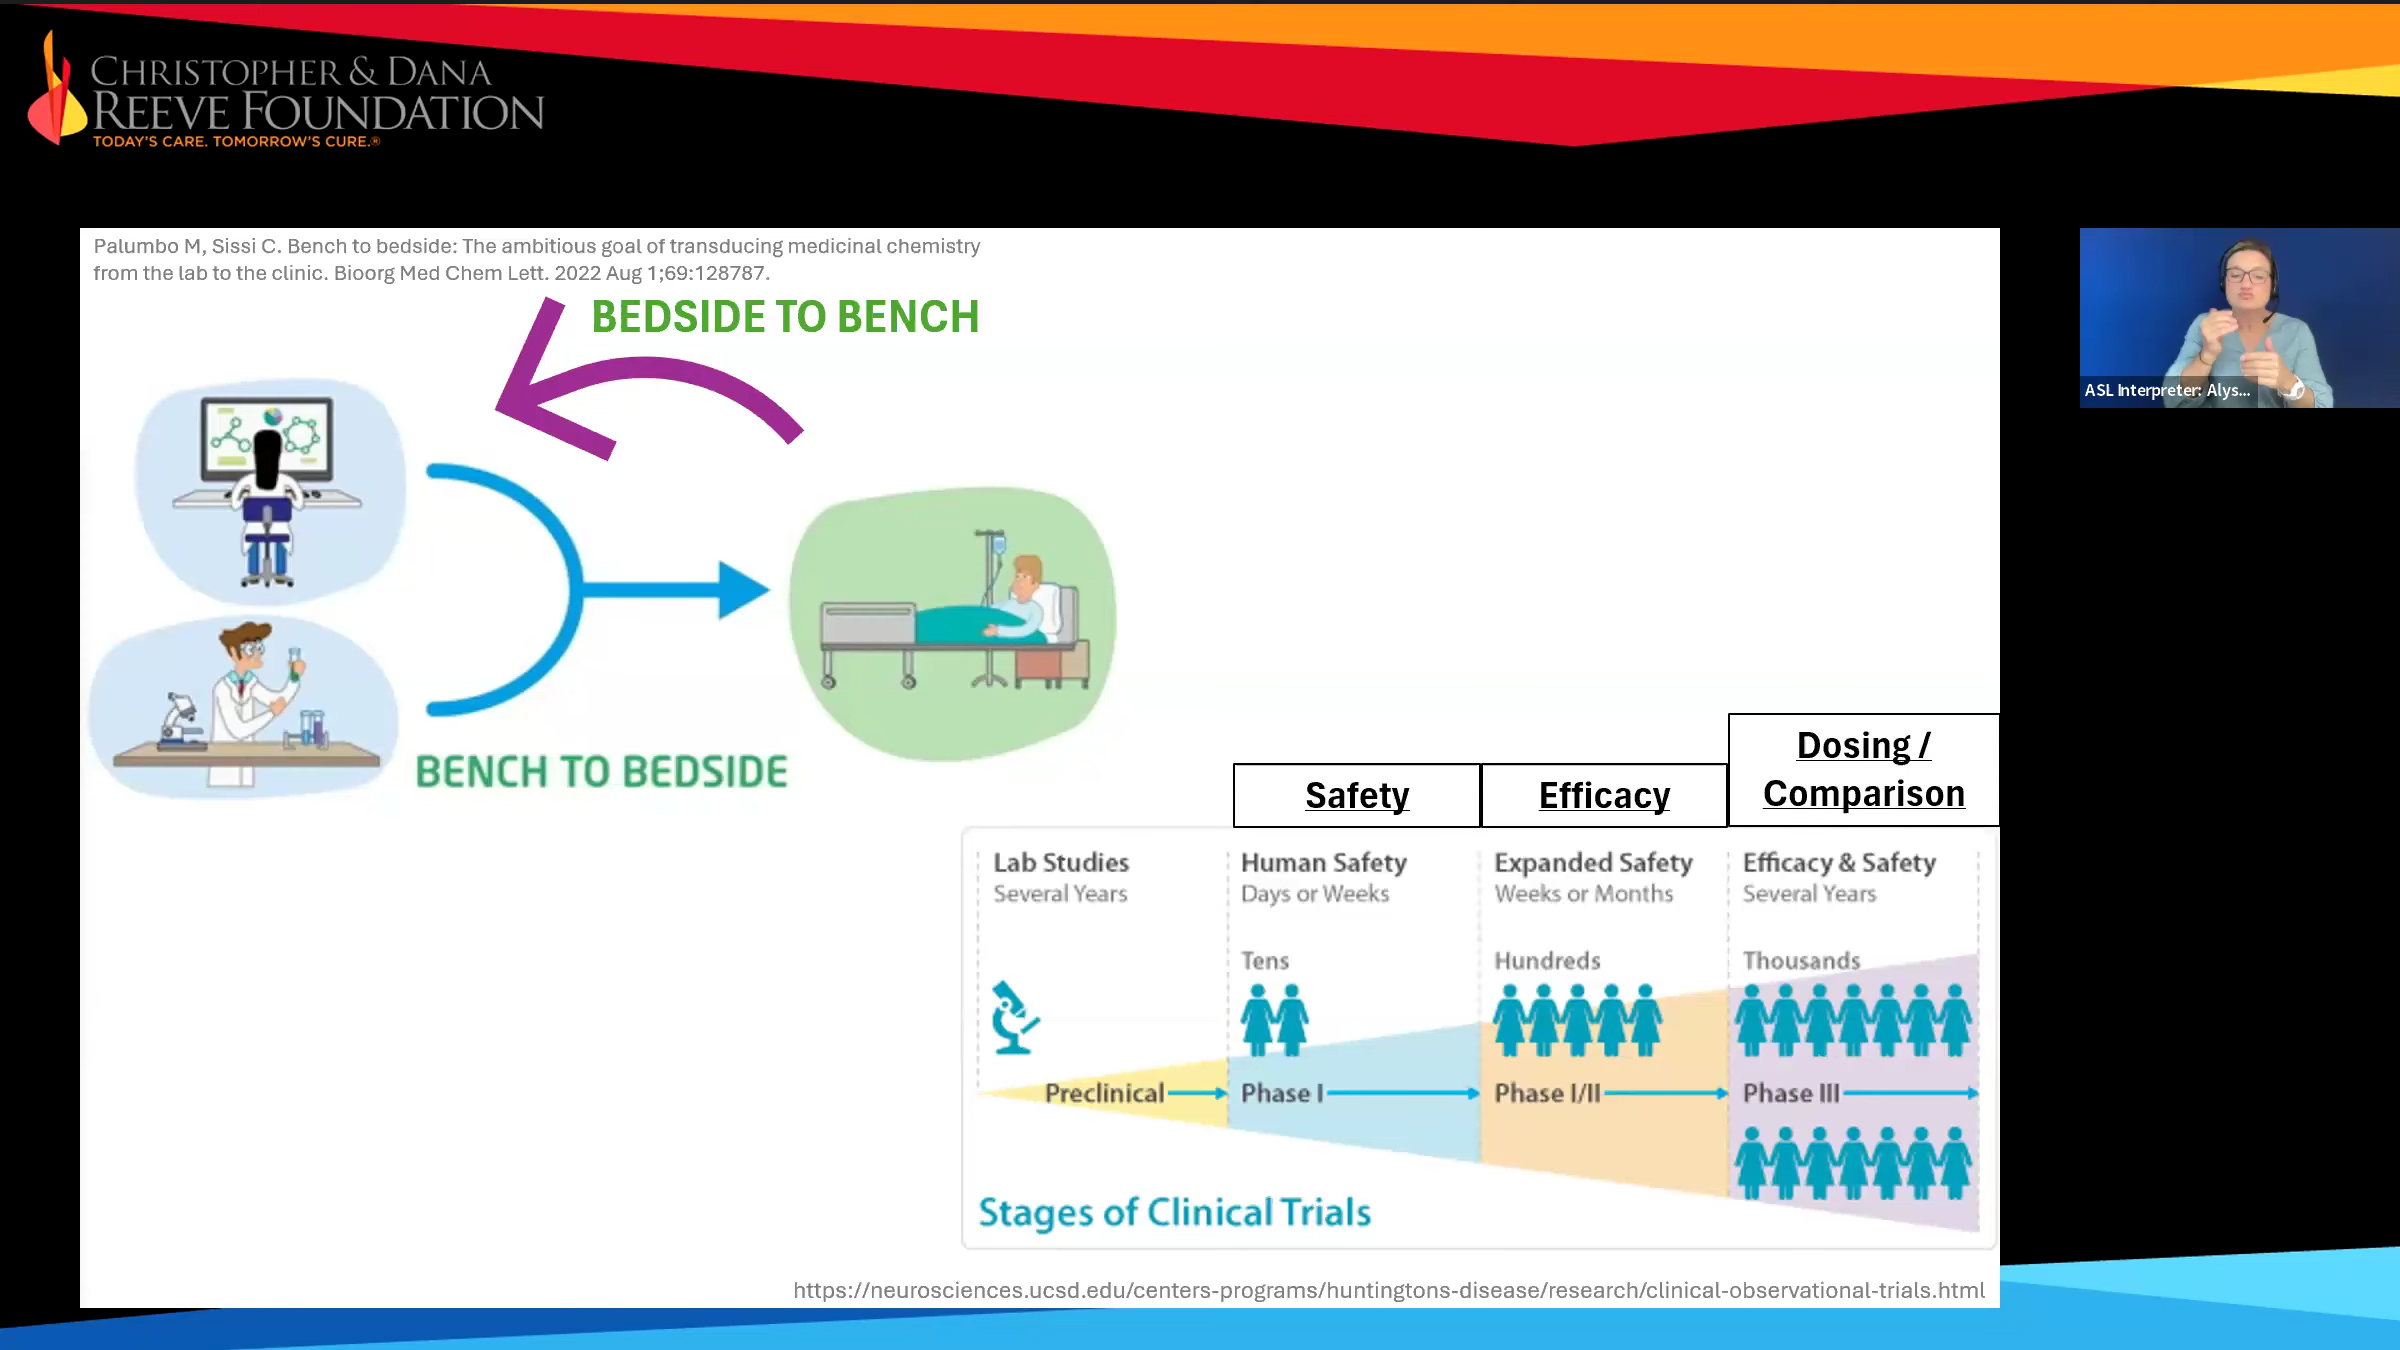 CHRISTOPHER & DANA
REEVE FOUNDATION
TODAY'S CARE. TOMORROW'S CURE.®
Palumbo M, Sissi C. Bench to bedside: The ambitious goal of transducing medicinal chemistry
from the lab to the clinic. Bioorg Med Chem Lett. 2022 Aug 1;69:128787.
BEDSIDE TO BENCH
BENCH TO BEDSIDE
ASL Interpreter: Alys...
Safety
Efficacy
Dosing /
Comparison
Lab Studies
Several Years
Human Safety
Days or Weeks
Expanded Safety
Weeks or Months
Efficacy & Safety
Several Years
Tens
Hundreds
Thousands
Preclinical
Phase I
Phase I/II
Phase III
Stages of Clinical Trials
https://neurosciences.ucsd.edu/centers-programs/huntingtons-disease/research/clinical-observational-trials.html